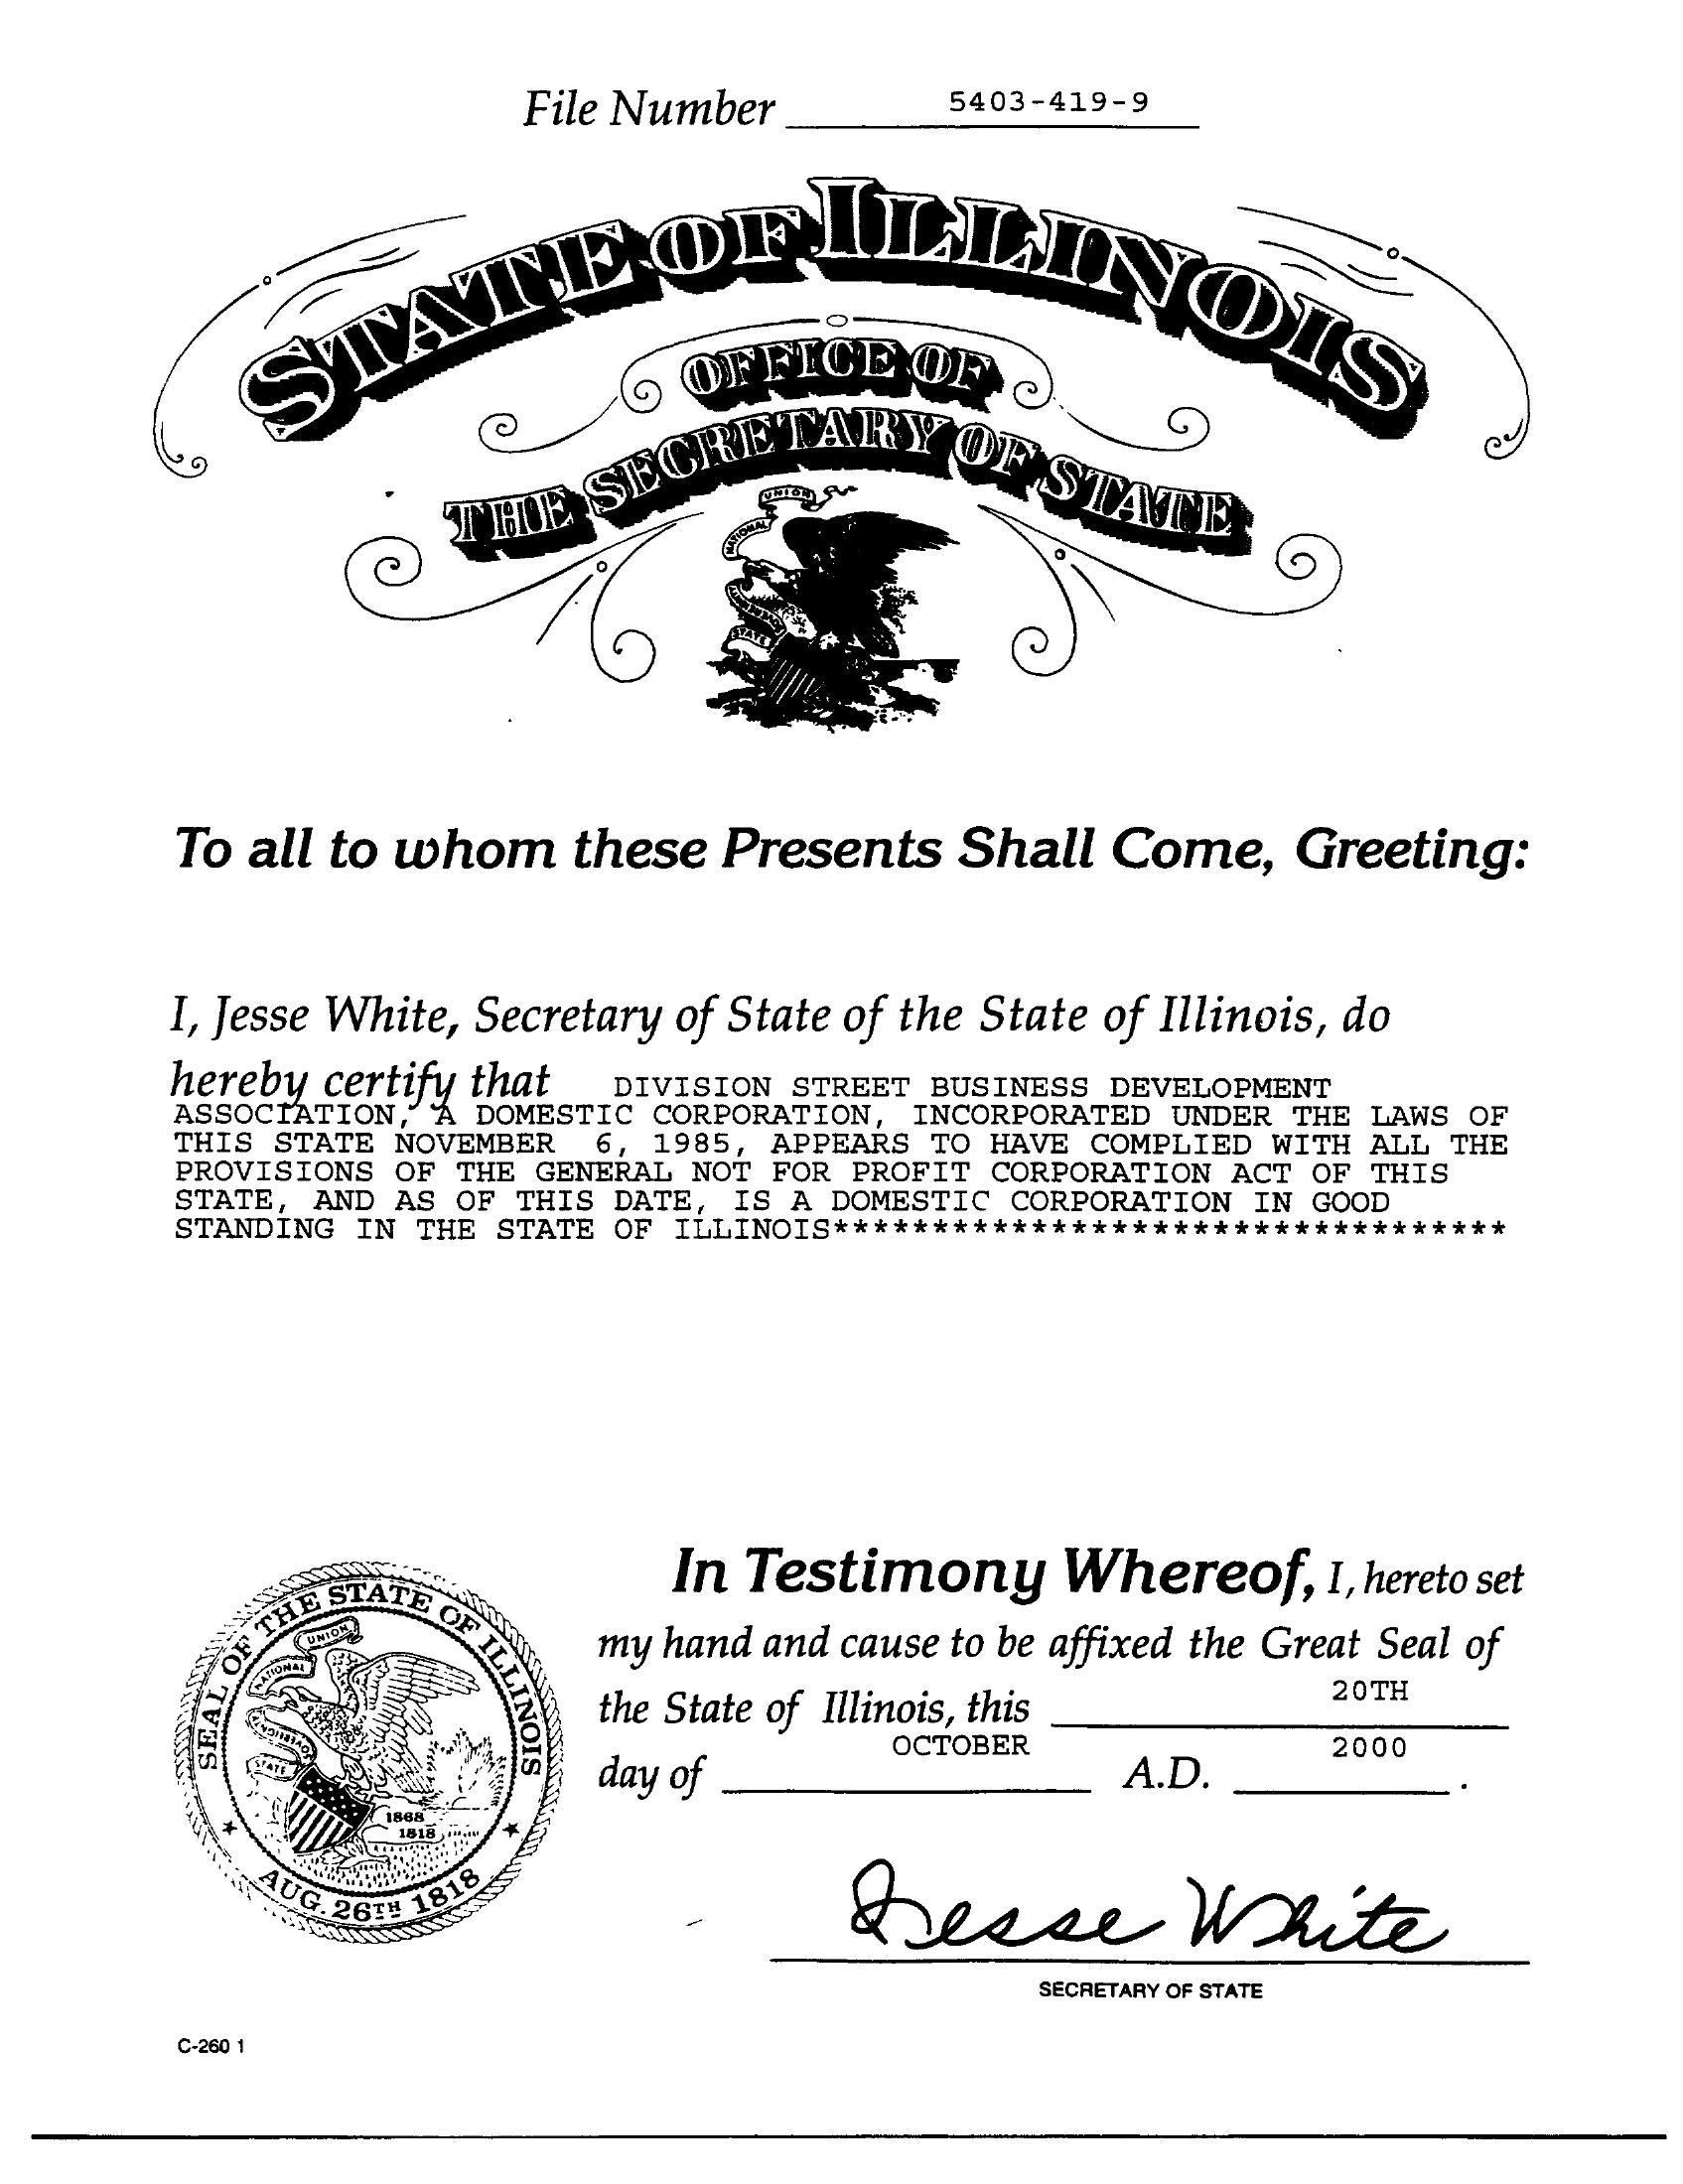 File Number 5403-419-9
STATE OF ILLINOIS
OFFICE OF
THE SECRETARY OF STATE
UNION
NATIONAL
STATE
To all to whom these Presents Shall Come, Greeting:
I, Jesse White, Secretary of State of the State of Illinois, do
hereby certify that DIVISION STREET BUSINESS DEVELOPMENT
ASSOCIATION, A DOMESTIC CORPORATION, INCORPORATED UNDER THE LAWS OF
THIS STATE NOVEMBER 6, 1985, APPEARS TO HAVE COMPLIED WITH ALL THE
PROVISIONS OF THE GENERAL NOT FOR PROFIT CORPORATION ACT OF THIS
STATE, AND AS OF THIS DATE, IS A DOMESTIC CORPORATION IN GOOD
STANDING IN THE STATE OF ILLINOIS**********************************
In Testimony Whereof, I, hereto set
my hand and cause to be affixed the Great Seal of
the State of Illinois, this 20TH
day of OCTOBER A.D. 2000.
SEAL OF THE STATE OF ILLINOIS
UNION
NATIONAL
STATE
1868
1818
AUG. 26TH 1818
Jesse White
SECRETARY OF STATE
C-260 1